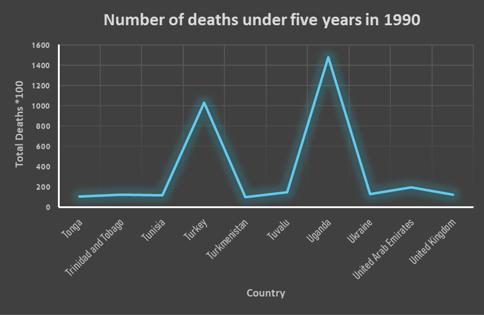 Number of deaths under five years in 1990
1600
1400
1200
1000
800
600
400
200
0
Total Deaths *100
Tonga
Trinidad and Tobago
Tunisia
Turkey
Turkmenistan
Tuvalu
Uganda
Ukraine
United Arab Emirates
United Kingdom
Country